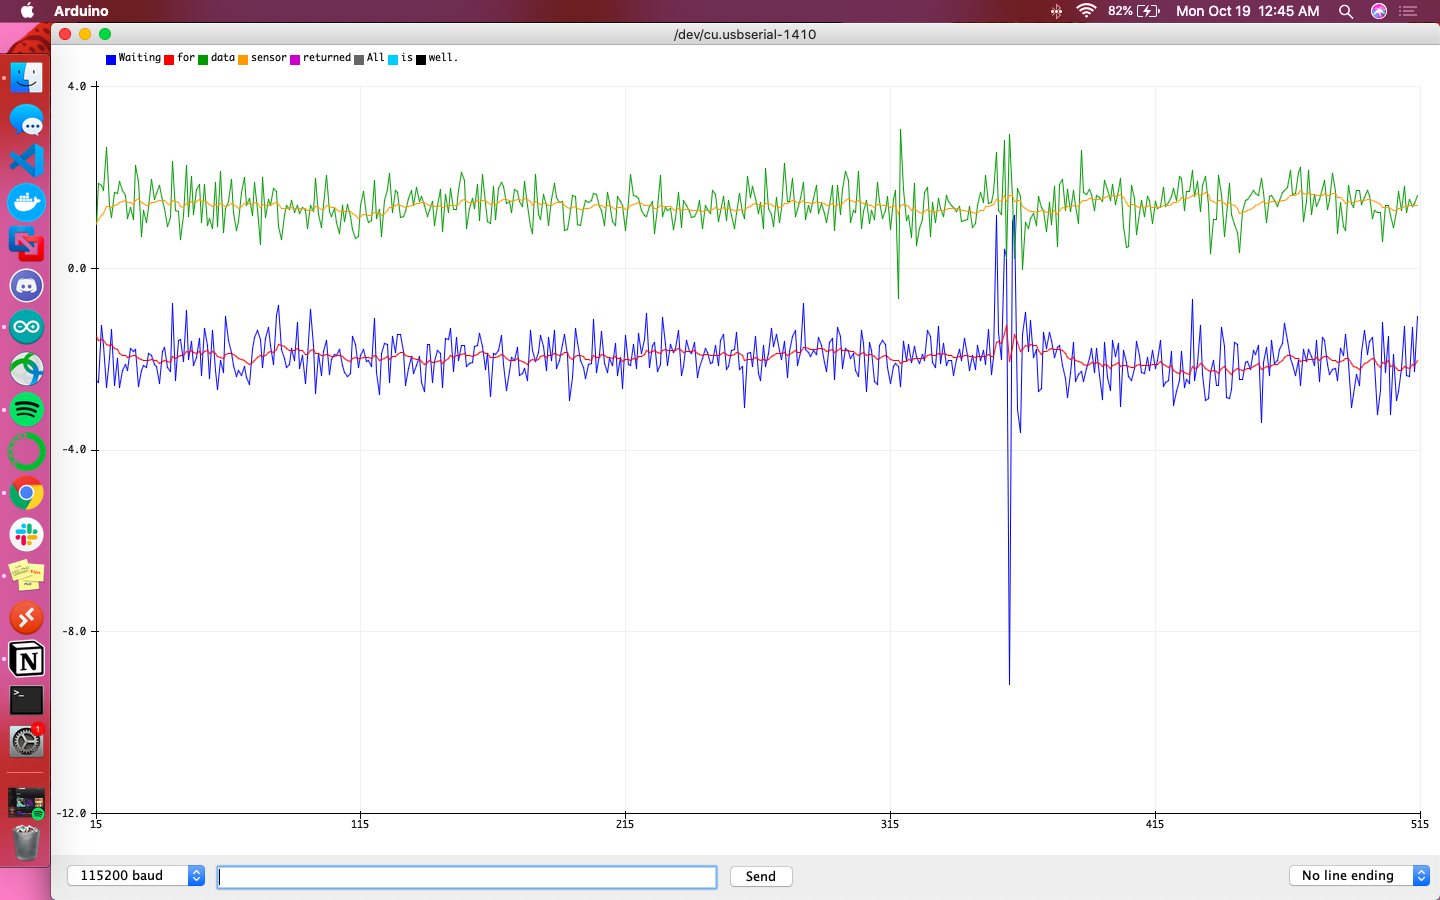 Arduino 82% Mon Oct 19 12:45 AM
/dev/cu.usbserial-1410
Waiting for data sensor returned All is well.
4.0
0.0
-4.0
-8.0
-12.0
15 115 215 315 415 515
1
115200 baud Send No line ending